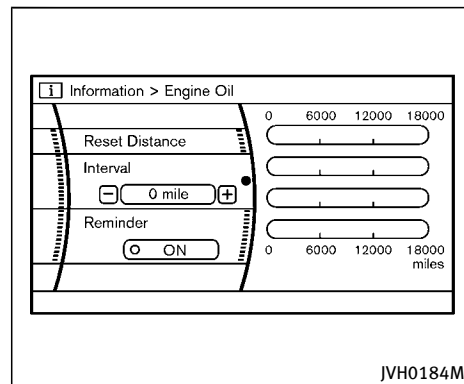 i Information > Engine Oil
0 6000 12000 18000
Reset Distance
Interval
− 0 mile +
Reminder
ON
0 6000 12000 18000
miles
JVH0184M